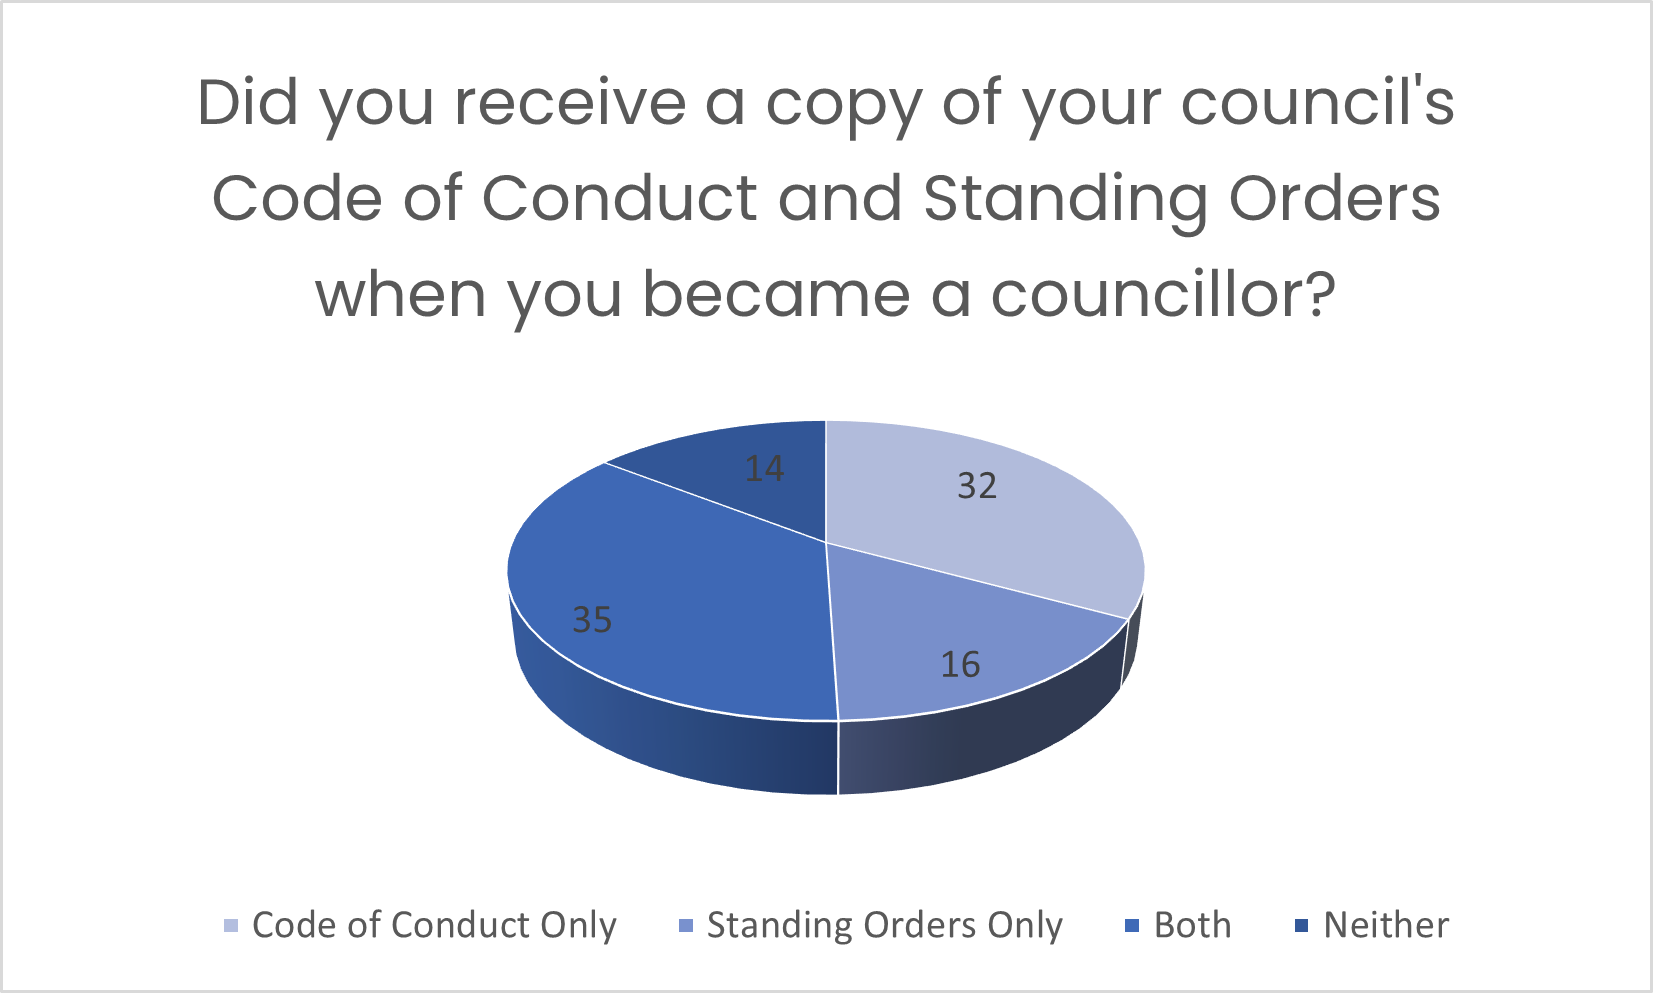 Did you receive a copy of your council's
Code of Conduct and Standing Orders
when you became a councillor?
14
32
35
16
Code of Conduct Only
Standing Orders Only
Both
Neither